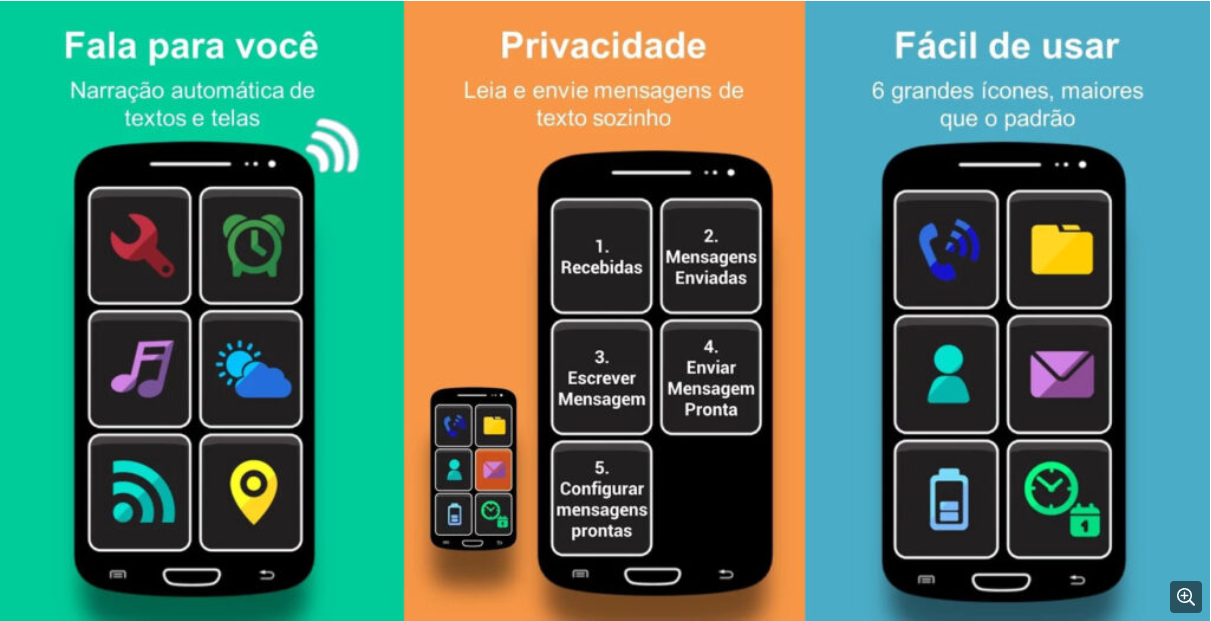 Fala para você
Narração automática de
textos e telas
Privacidade
Leia e envie mensagens de
texto sozinho
1.
Recebidas
2.
Mensagens
Enviadas
3.
Escrever
Mensagem
4.
Enviar
Mensagem
Pronta
5.
Configurar
mensagens
prontas
Fácil de usar
6 grandes ícones, maiores
que o padrão
1